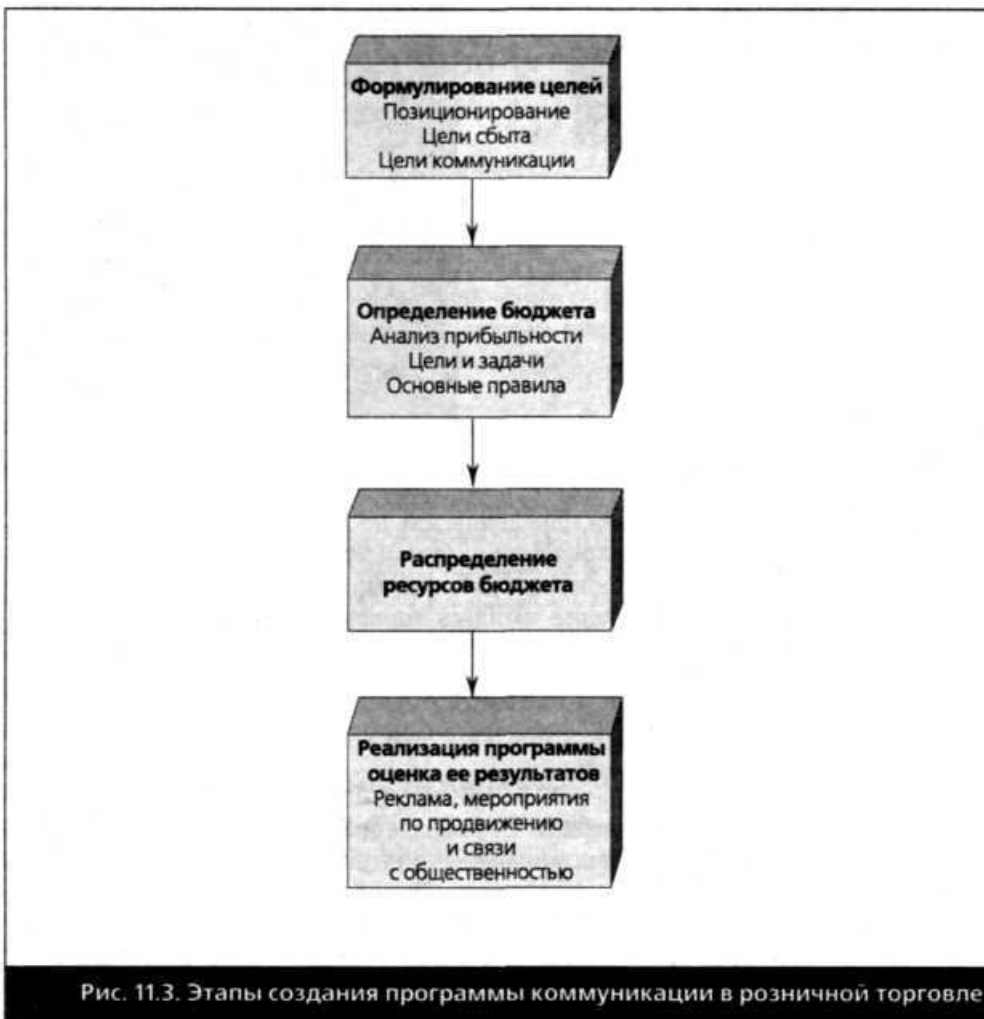 Формулирование целей
Позиционирование
Цели сбыта
Цели коммуникации
Определение бюджета
Анализ прибыльности
Цели и задачи
Основные правила
Распределение
ресурсов бюджета
Реализация программы
оценка ее результатов
Реклама, мероприятия
по продвижению
и связи
с общественностью
Рис. 11.3. Этапы создания программы коммуникации в розничной торговле